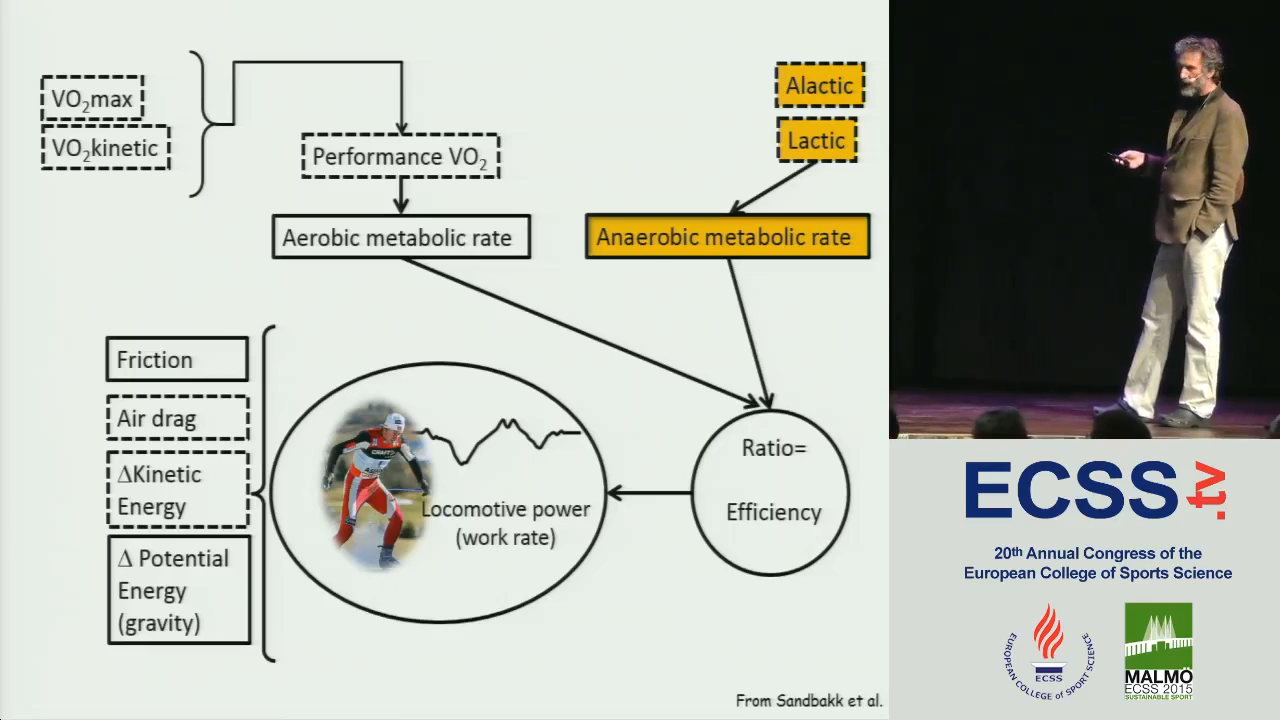 VO₂max
VO₂kinetic
Performance VO₂
Aerobic metabolic rate
Alactic
Lactic
Anaerobic metabolic rate
Friction
Air drag
ΔKinetic
Energy
Δ Potential
Energy
(gravity)
Locomotive power
(work rate)
Ratio=
Efficiency
From Sandbakk et al.
ECSS.tv
20th Annual Congress of the
European College of Sports Science
EUROPEAN COLLEGE OF SPORT SCIENCE
ECSS
MALMÖ
ECSS 2015
SUSTAINABLE SPORT